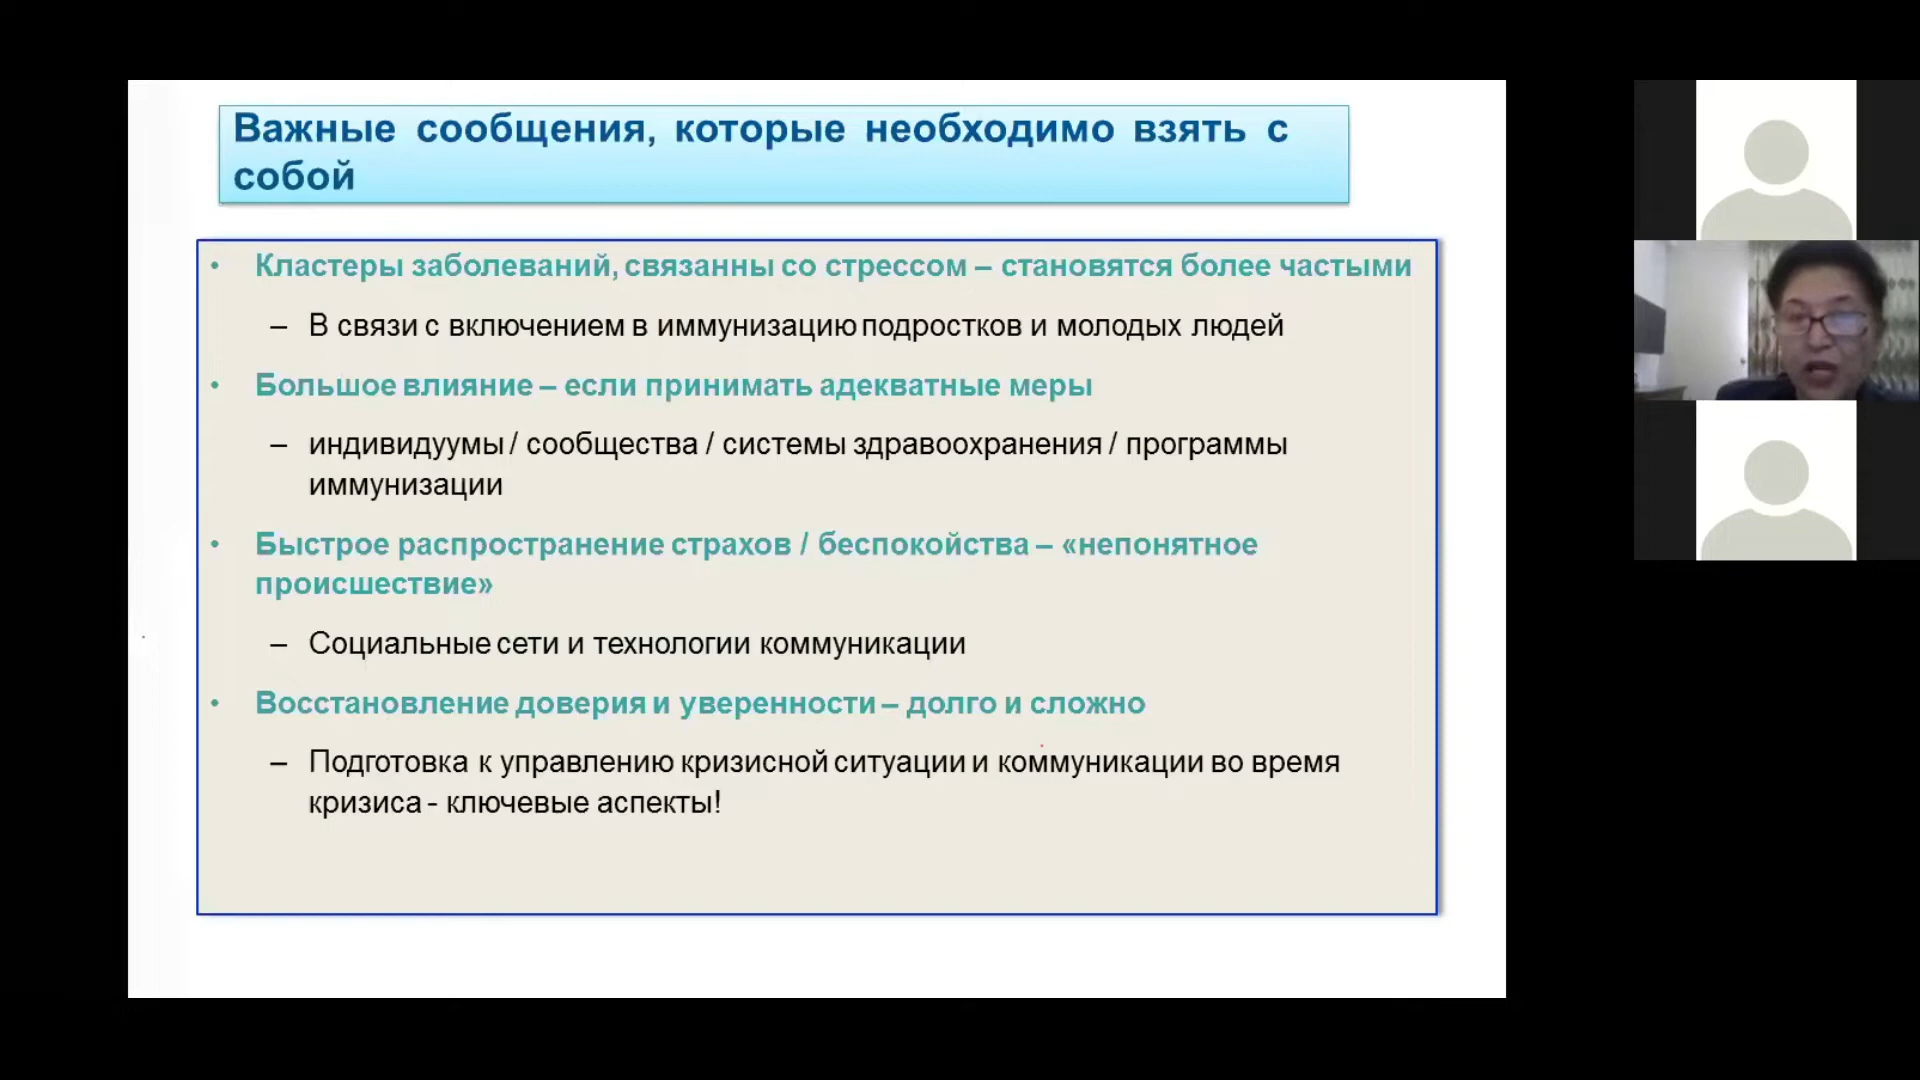 Важные сообщения, которые необходимо взять с
собой
• Кластеры заболеваний, связанны со стрессом – становятся более частыми
– В связи с включением в иммунизацию подростков и молодых людей
• Большое влияние – если принимать адекватные меры
– индивидуумы / сообщества / системы здравоохранения / программы
иммунизации
• Быстрое распространение страхов / беспокойства – «непонятное
происшествие»
– Социальные сети и технологии коммуникации
• Восстановление доверия и уверенности – долго и сложно
– Подготовка к управлению кризисной ситуации и коммуникации во время
кризиса - ключевые аспекты!